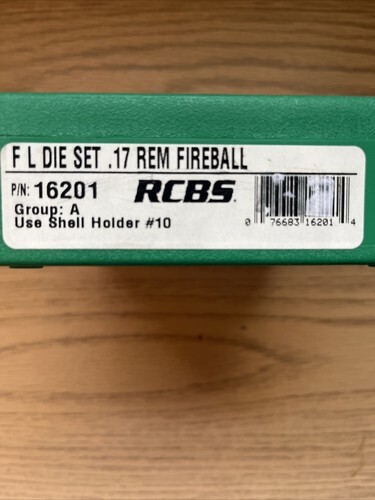 F L DIE SET .17 REM FIREBALL
P/N: 16201 RCBS.
Group: A
Use Shell Holder #10
0 76683 16201 4